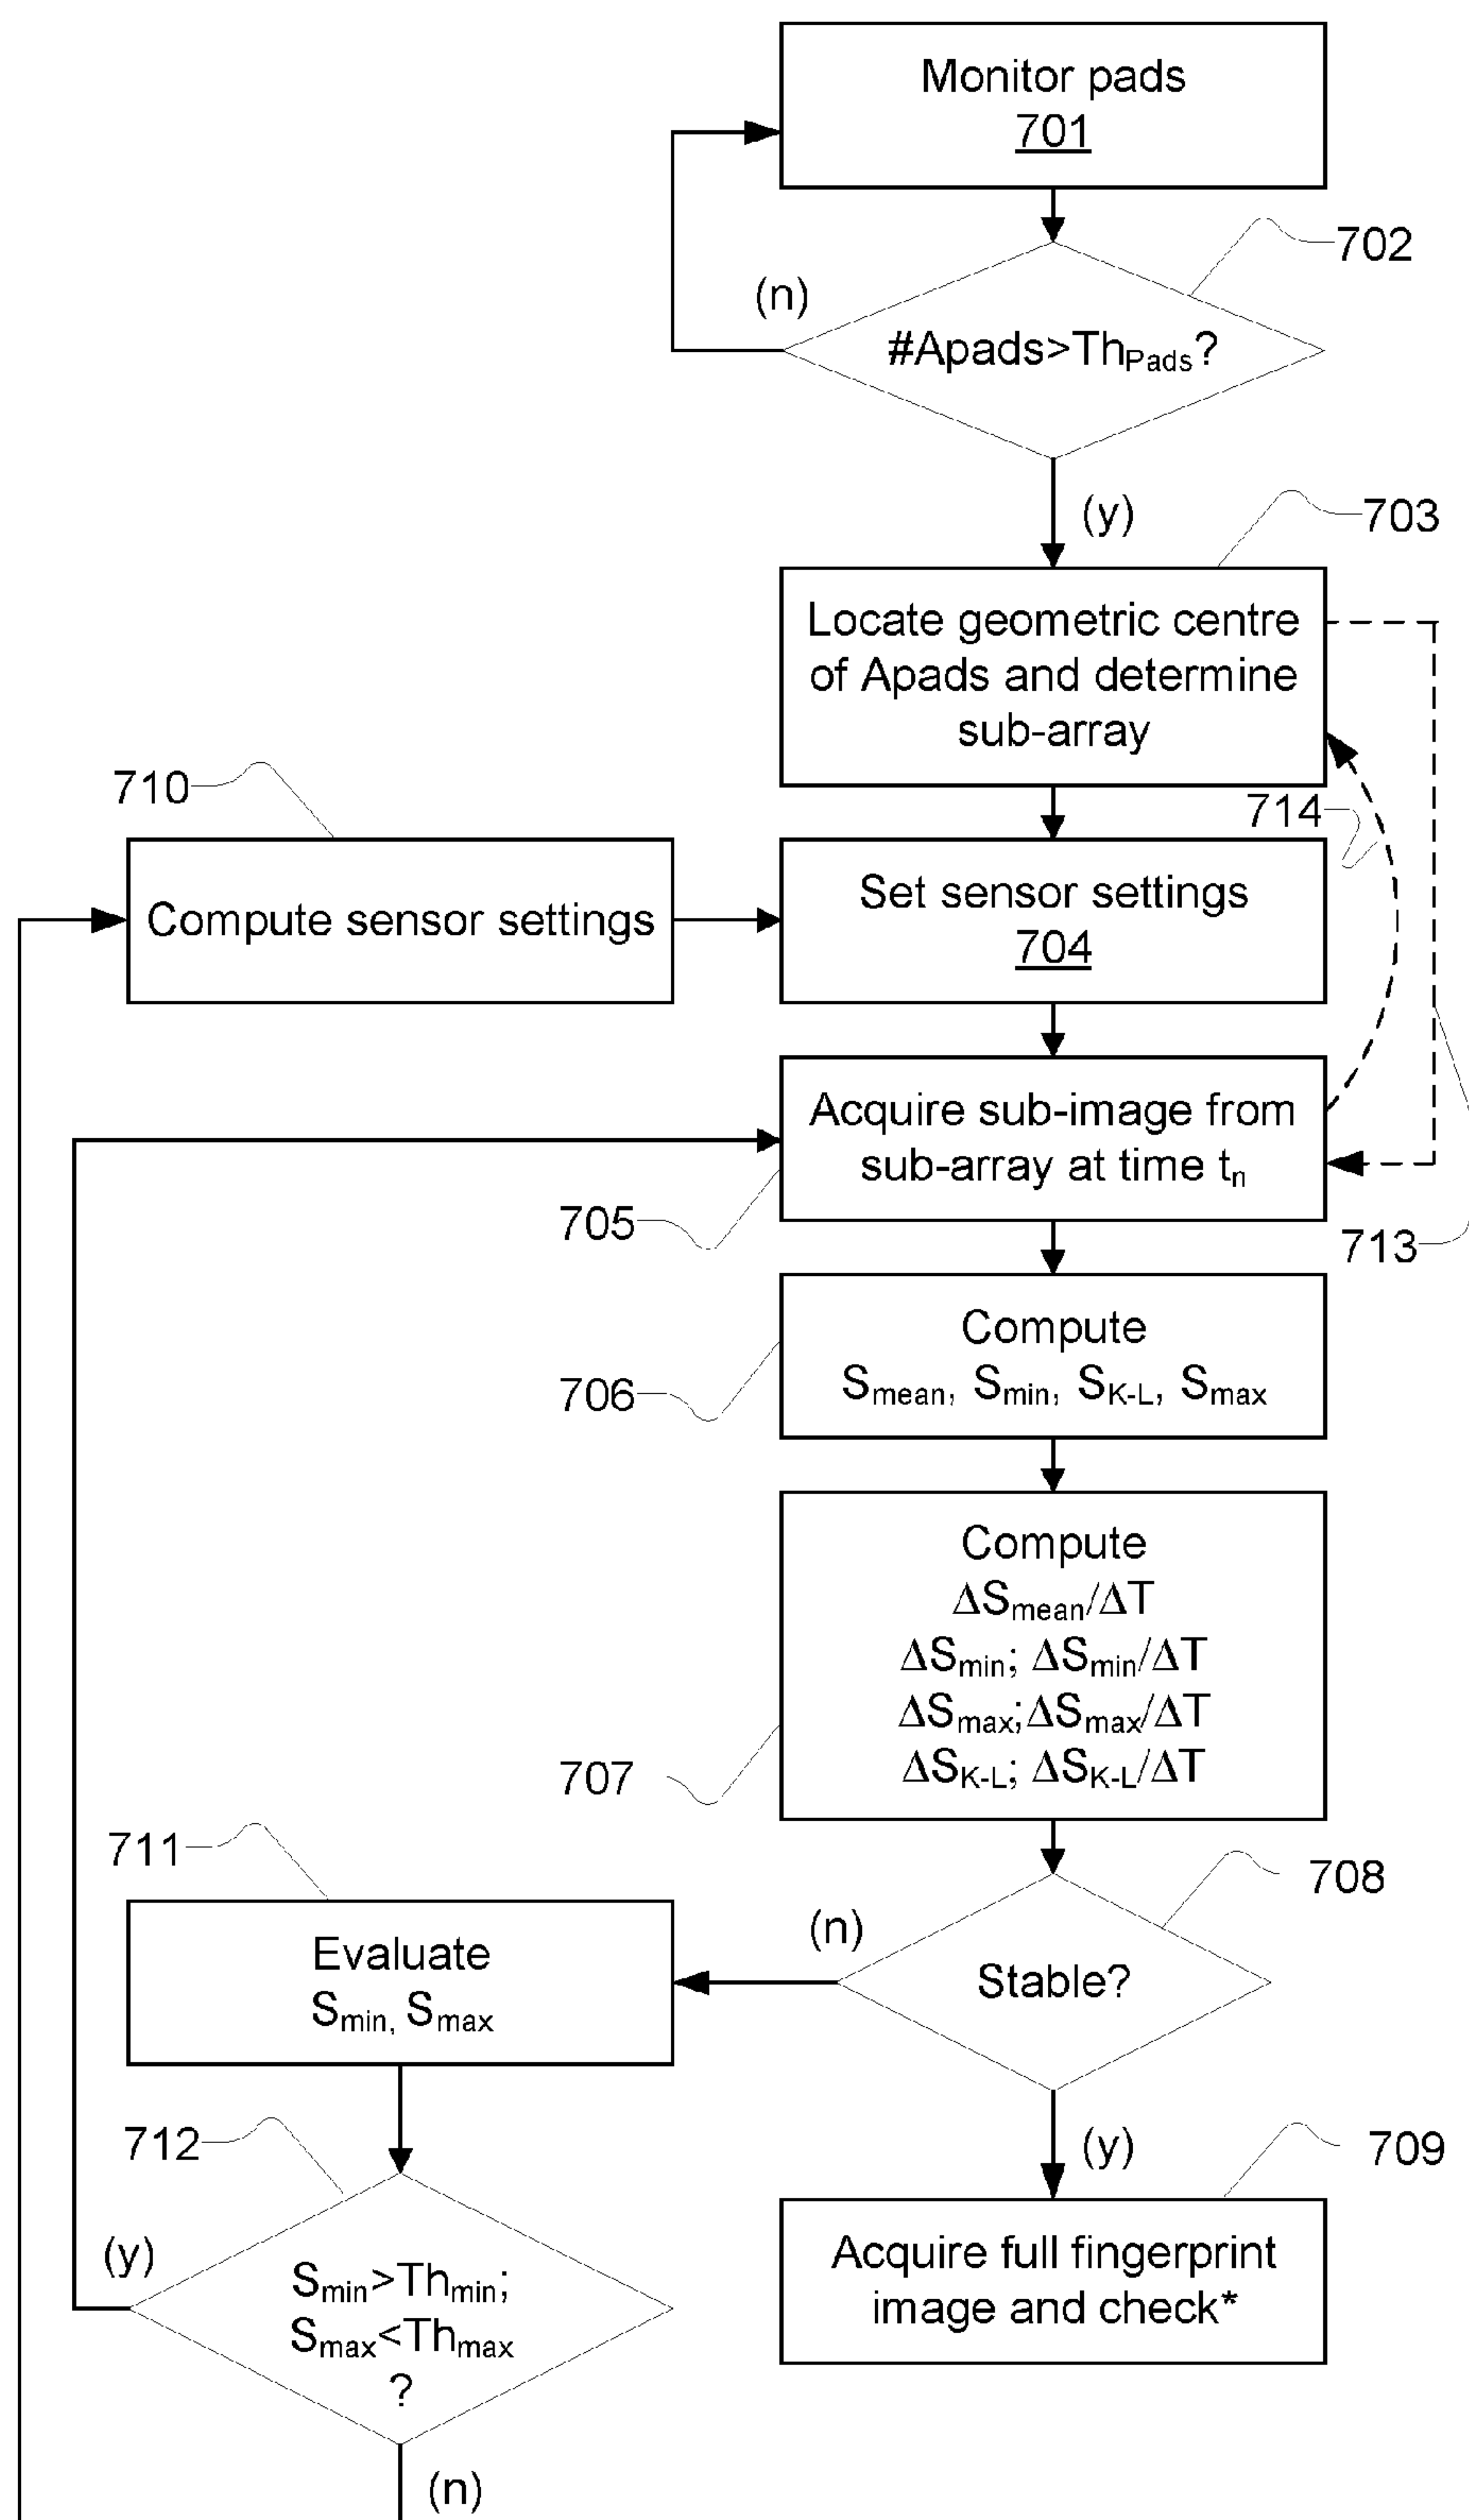 Monitor pads
701
702
(n)
#Apads>ThPads?
(y)
703
Locate geometric centre
of Apads and determine
sub-array
710
714
Compute sensor settings
Set sensor settings
704
Acquire sub-image from
sub-array at time tn
705
713
Compute
Smean, Smin, SK-L, Smax
706
Compute
ΔSmean/ΔT
ΔSmin; ΔSmin/ΔT
ΔSmax;ΔSmax/ΔT
ΔSK-L; ΔSK-L/ΔT
707
711
708
(n)
Evaluate
Smin, Smax
Stable?
712
(y)
709
(y)
Smin>Thmin;
Smax<Thmax
?
Acquire full fingerprint
image and check*
(n)